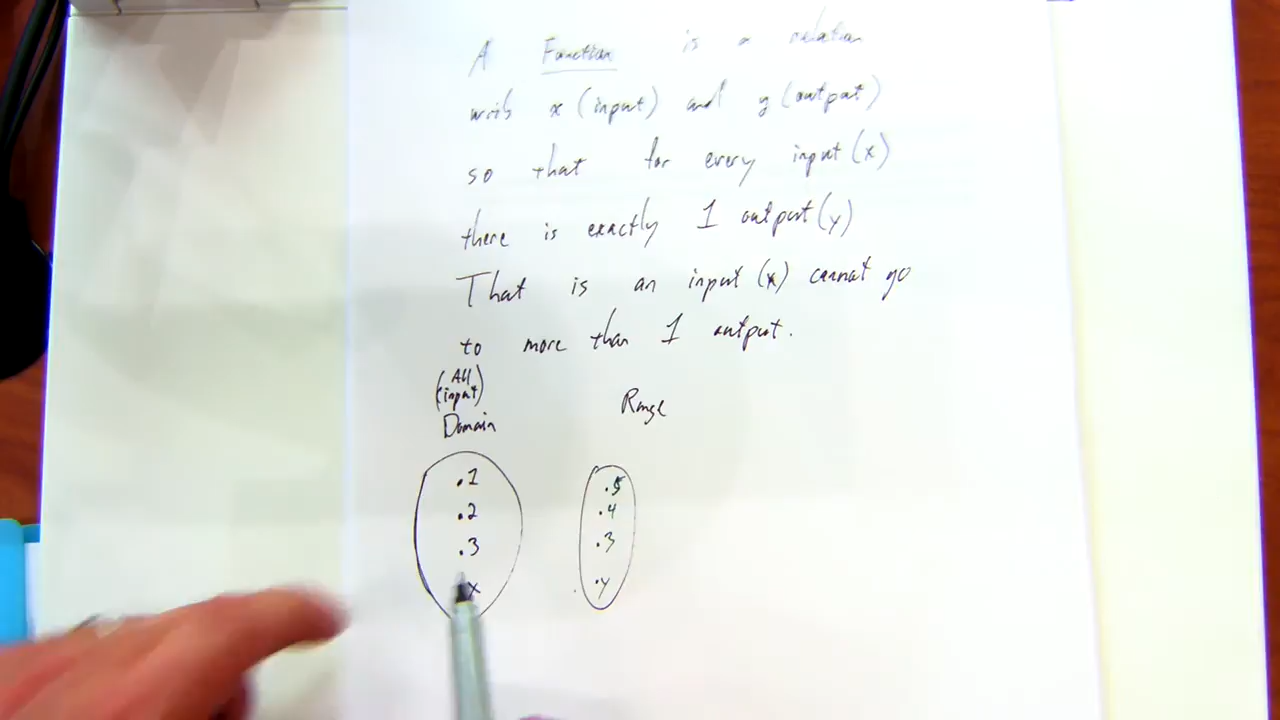 A Function is a relation
with x (input) and y (output)
so that for every input (x)
there is exactly 1 output (y)
That is an input (x) cannot go
to more than 1 output.
(All input)
Domain
Range
.1
.2
.3
x
.5
.4
.3
.y